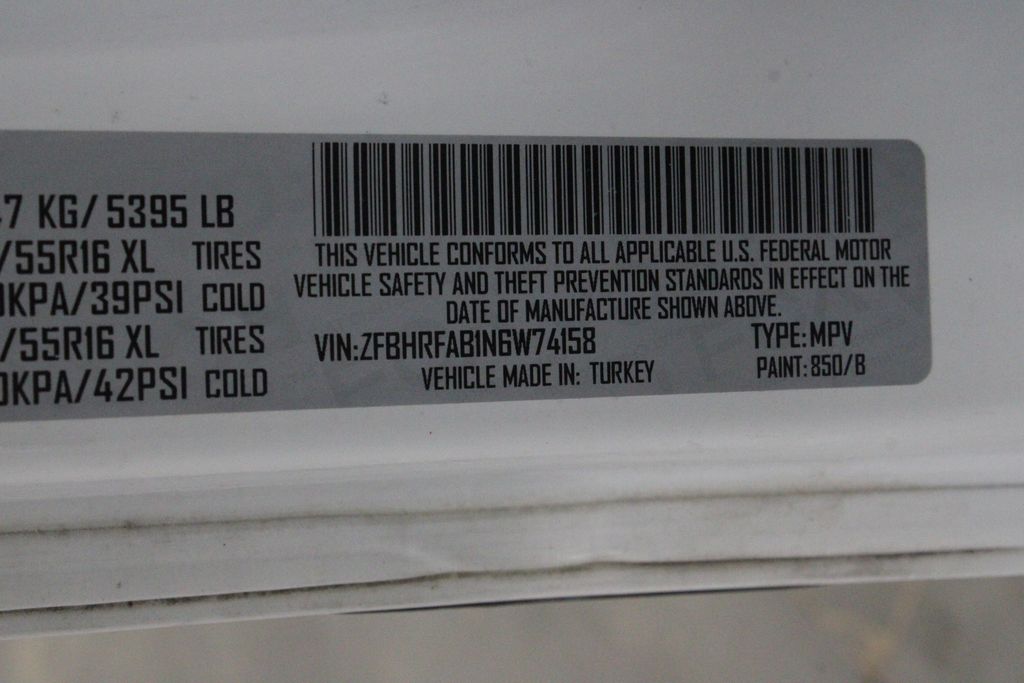 7 KG/ 5395 LB
/55R16 XL TIRES
0KPA/39PSI COLD
/55R16 XL TIRES
0KPA/42PSI COLD
THIS VEHICLE CONFORMS TO ALL APPLICABLE U.S. FEDERAL MOTOR
VEHICLE SAFETY AND THEFT PREVENTION STANDARDS IN EFFECT ON THE
DATE OF MANUFACTURE SHOWN ABOVE.
VIN:ZFBHRFAB1N6W74158 TYPE:MPV
VEHICLE MADE IN: TURKEY PAINT:850/B